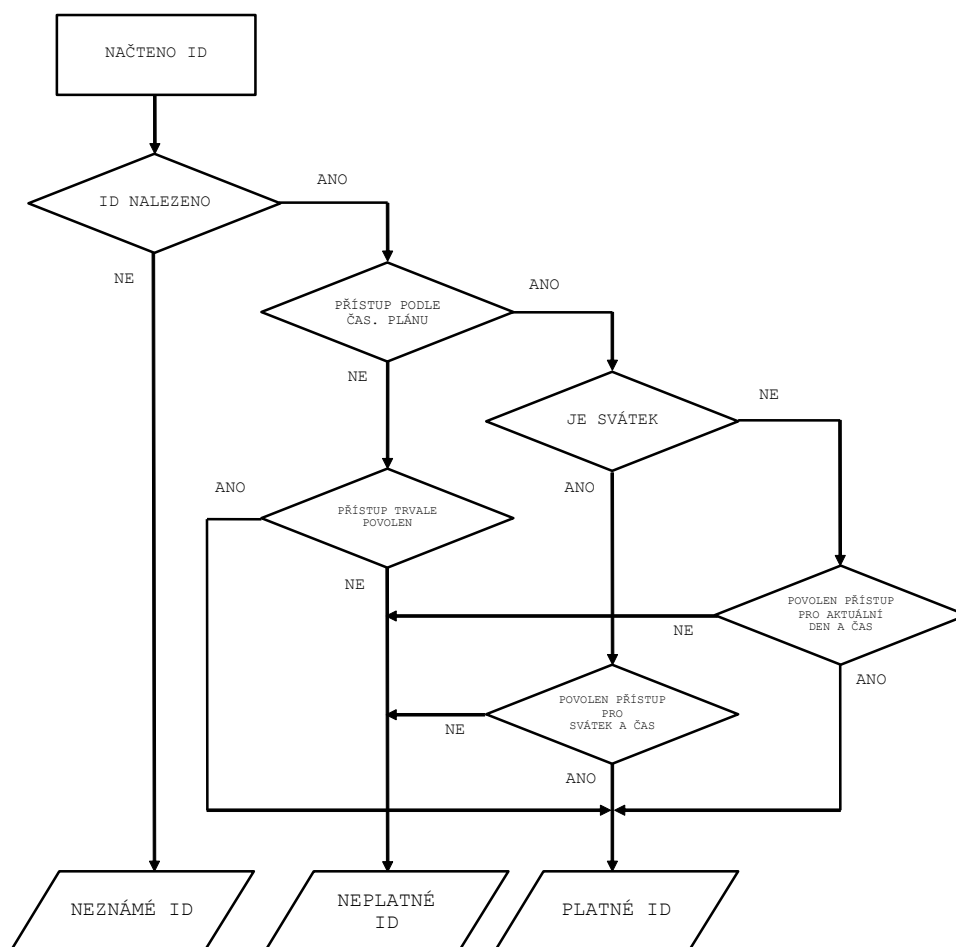 NAČTENO ID
ANO
ID NALEZENO
NE
ANO
PŘÍSTUP PODLE
ČAS. PLÁNU
NE
NE
JE SVÁTEK
ANO
ANO
PŘÍSTUP TRVALE
POVOLEN
NE
POVOLEN PŘÍSTUP
PRO AKTUÁLNÍ
DEN A ČAS
NE
ANO
POVOLEN PŘÍSTUP
PRO
SVÁTEK A ČAS
NE
ANO
NEZNÁMÉ ID
NEPLATNÉ
ID
PLATNÉ ID